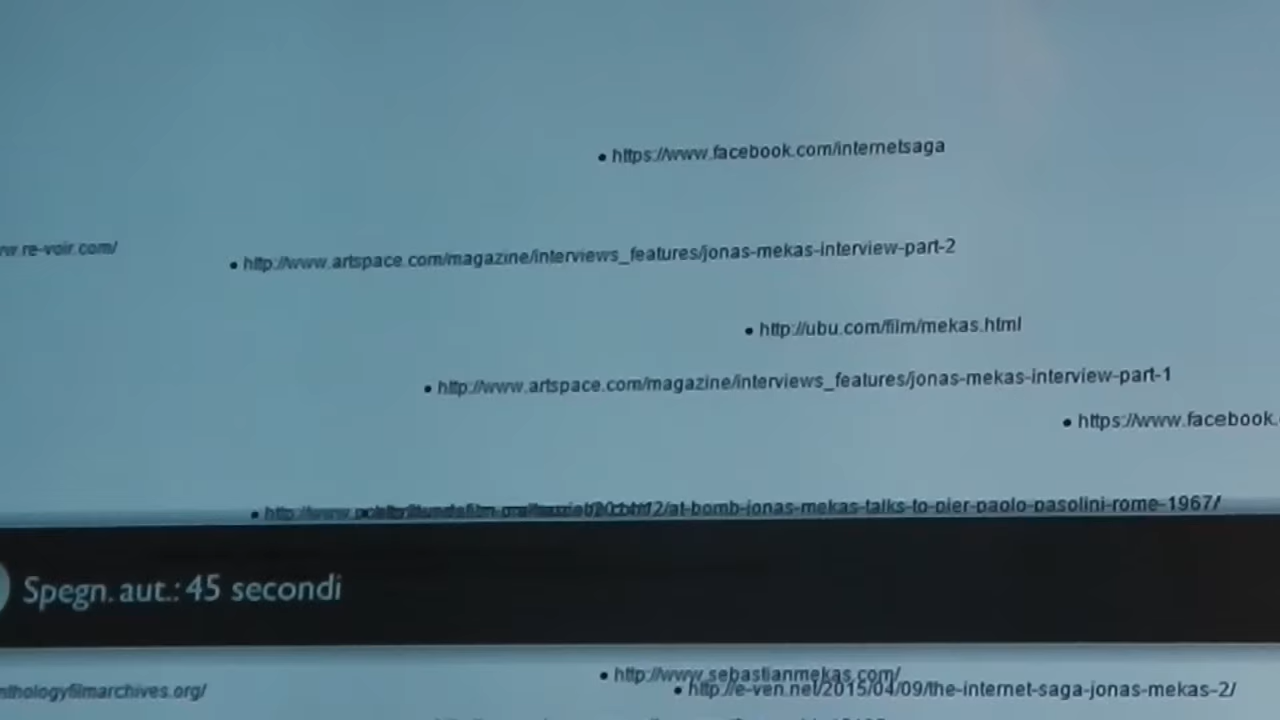 • https://www.facebook.com/internetsaga
re-voir.com/
• http://www.artspace.com/magazine/interviews_features/jonas-mekas-interview-part-2
• http://ubu.com/film/mekas.html
• http://www.artspace.com/magazine/interviews_features/jonas-mekas-interview-part-1
• https://www.facebook.
/at-bomb-jonas-mekas-talks-to-pier-paolo-pasolini-rome-1967/
Spegn. aut.: 45 secondi
• http://www.sebastianmekas.com/
nthologyfilmarchives.org/
• http://e-ven.net/2015/04/09/the-internet-saga-jonas-mekas-2/